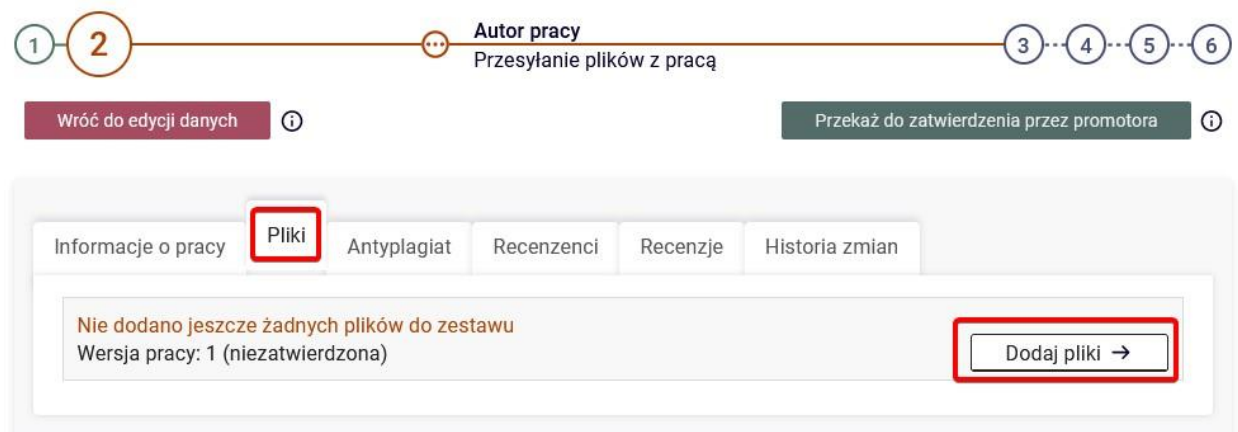 1
2
Autor pracy
Przesyłanie plików z pracą
3
4
5
6
Wróć do edycji danych
Przekaż do zatwierdzenia przez promotora
Informacje o pracy
Pliki
Antyplagiat
Recenzenci
Recenzje
Historia zmian
Nie dodano jeszcze żadnych plików do zestawu
Wersja pracy: 1 (niezatwierdzona)
Dodaj pliki →